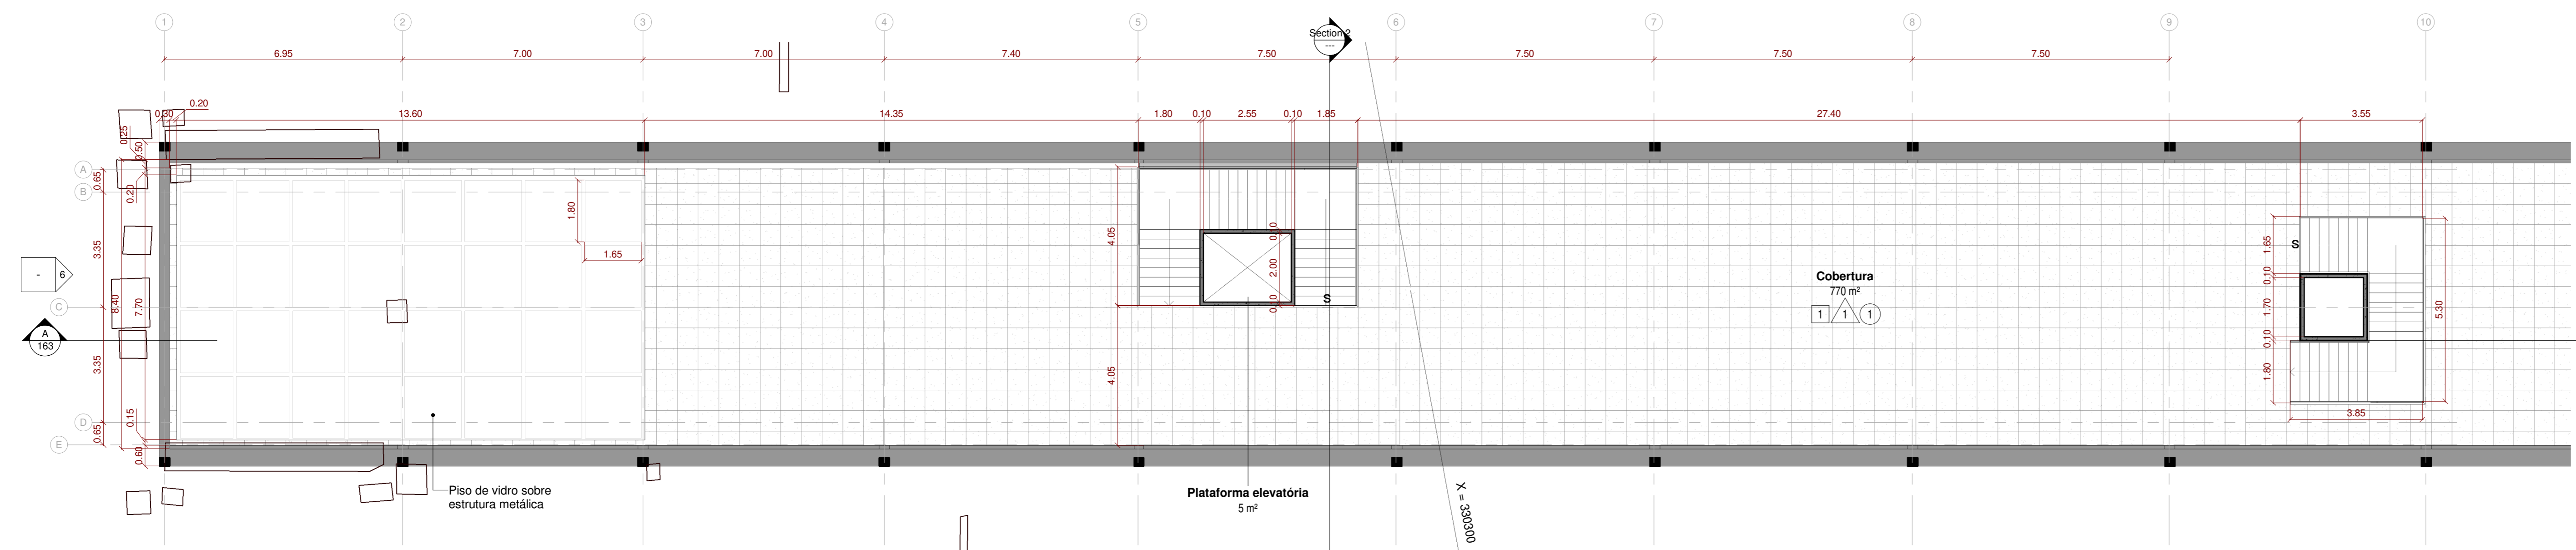 1 2 3 4 5 6 7 8 9 10
Section 2
---
6.95 7.00 7.00 7.40 7.50 7.50 7.50 7.50
0.20
0.30 13.60 14.35 1.80 0.10 2.55 0.10 1.85 27.40 3.55
0.25
0.50
A
0.65
B
0.20
1.80
3.35
1.65
4.05
0.10
2.00
0.10
S
- 6
C
8.40
7.70
A
163
3.35
4.05
0.15
D
0.65
E
0.60
Cobertura
770 m²
1 1 1
S
1.65
0.10
1.70
0.10
1.80
5.30
3.85
Piso de vidro sobre
estrutura metálica
Plataforma elevatória
5 m²
X = 330300